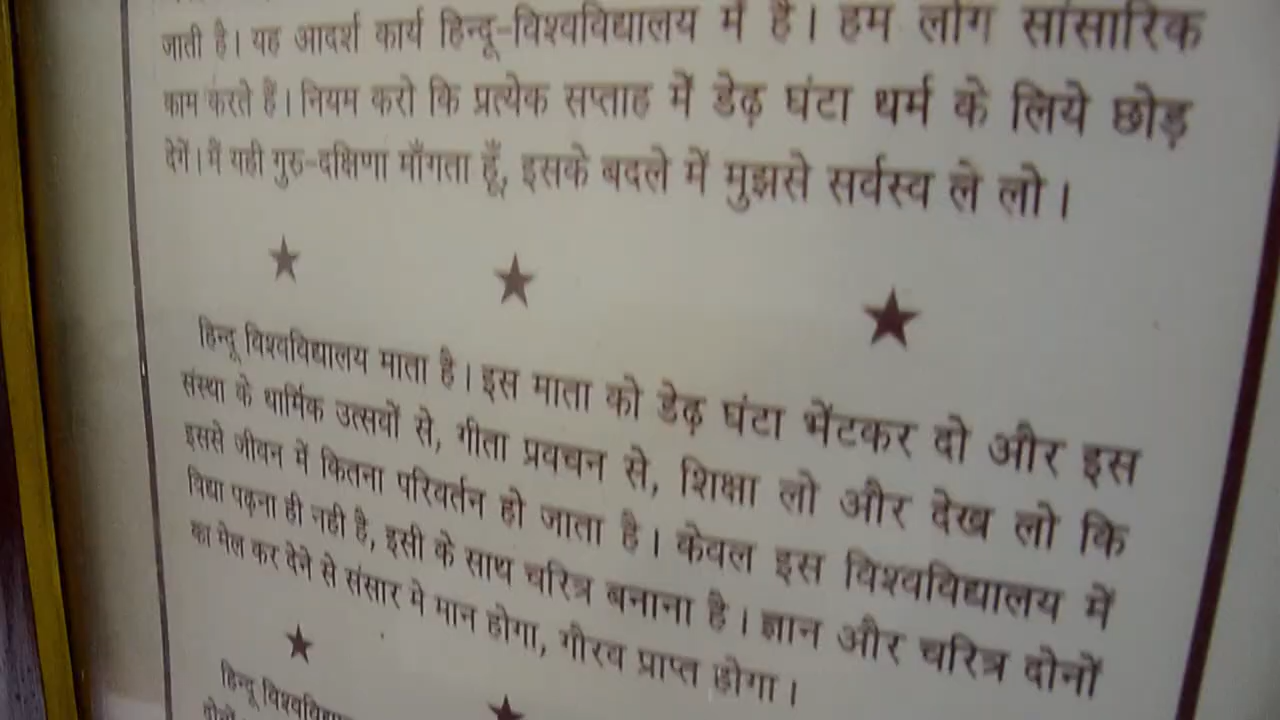 जाती है। यह आदर्श कार्य हिन्दू-विश्वविद्यालय में है। हम लोग सांसारिक
काम करते हैं। नियम करो कि प्रत्येक सप्ताह में डेढ़ घंटा धर्म के लिये छोड़
देगें। मैं यही गुरु-दक्षिणा माँगता हूँ, इसके बदले में मुझसे सर्वस्व ले लो।
हिन्दू विश्वविद्यालय माता है। इस माता को डेढ़ घंटा भेंटकर दो और इस
संस्था के धार्मिक उत्सवों से, गीता प्रवचन से, शिक्षा लो और देख लो कि
इससे जीवन में कितना परिवर्तन हो जाता है। केवल इस विश्वविद्यालय में
विद्या पढ़ना ही नही है, इसी के साथ चरित्र बनाना है। ज्ञान और चरित्र दोनों
का मेल कर देने से संसार मे मान होगा, गौरव प्राप्त होगा।
हिन्दू